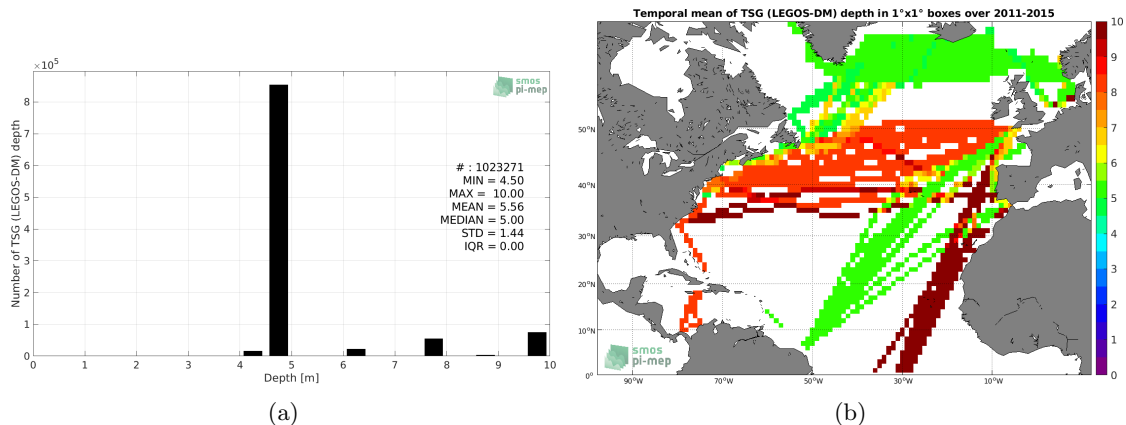 ×10⁵
8
7
6
5
4
3
2
1
0
Number of TSG (LEGOS-DM) depth
smos
pi-mep
# : 1023271
MIN = 4.50
MAX = 10.00
MEAN = 5.56
MEDIAN = 5.00
STD = 1.44
IQR = 0.00
0 1 2 3 4 5 6 7 8 9 10
Depth [m]
(a)
Temporal mean of TSG (LEGOS-DM) depth in 1°x1° boxes over 2011-2015
50°N
40°N
30°N
20°N
10°N
0°
90°W 70°W 50°W 30°W 10°W
smos
pi-mep
10
9
8
7
6
5
4
3
2
1
0
(b)